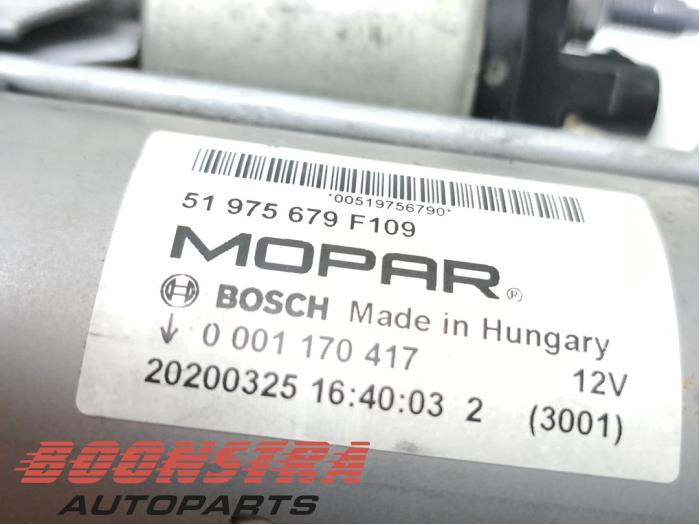 *00519756790*
51 975 679 F109
MOPAR®
BOSCH Made in Hungary
0 001 170 417 12V
20200325 16:40:03 2 (3001)
BOONSTRA
AUTOPARTS